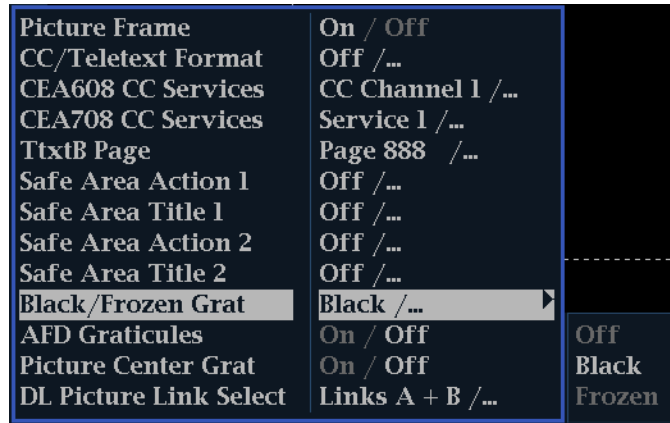 Picture Frame On / Off
CC/Teletext Format Off /...
CEA608 CC Services CC Channel 1 /...
CEA708 CC Services Service 1 /...
TtxtB Page Page 888 /...
Safe Area Action 1 Off /...
Safe Area Title 1 Off /...
Safe Area Action 2 Off /...
Safe Area Title 2 Off /...
Black/Frozen Grat Black /...
AFD Graticules On / Off
Picture Center Grat On / Off
DL Picture Link Select Links A + B /...
Off
Black
Frozen